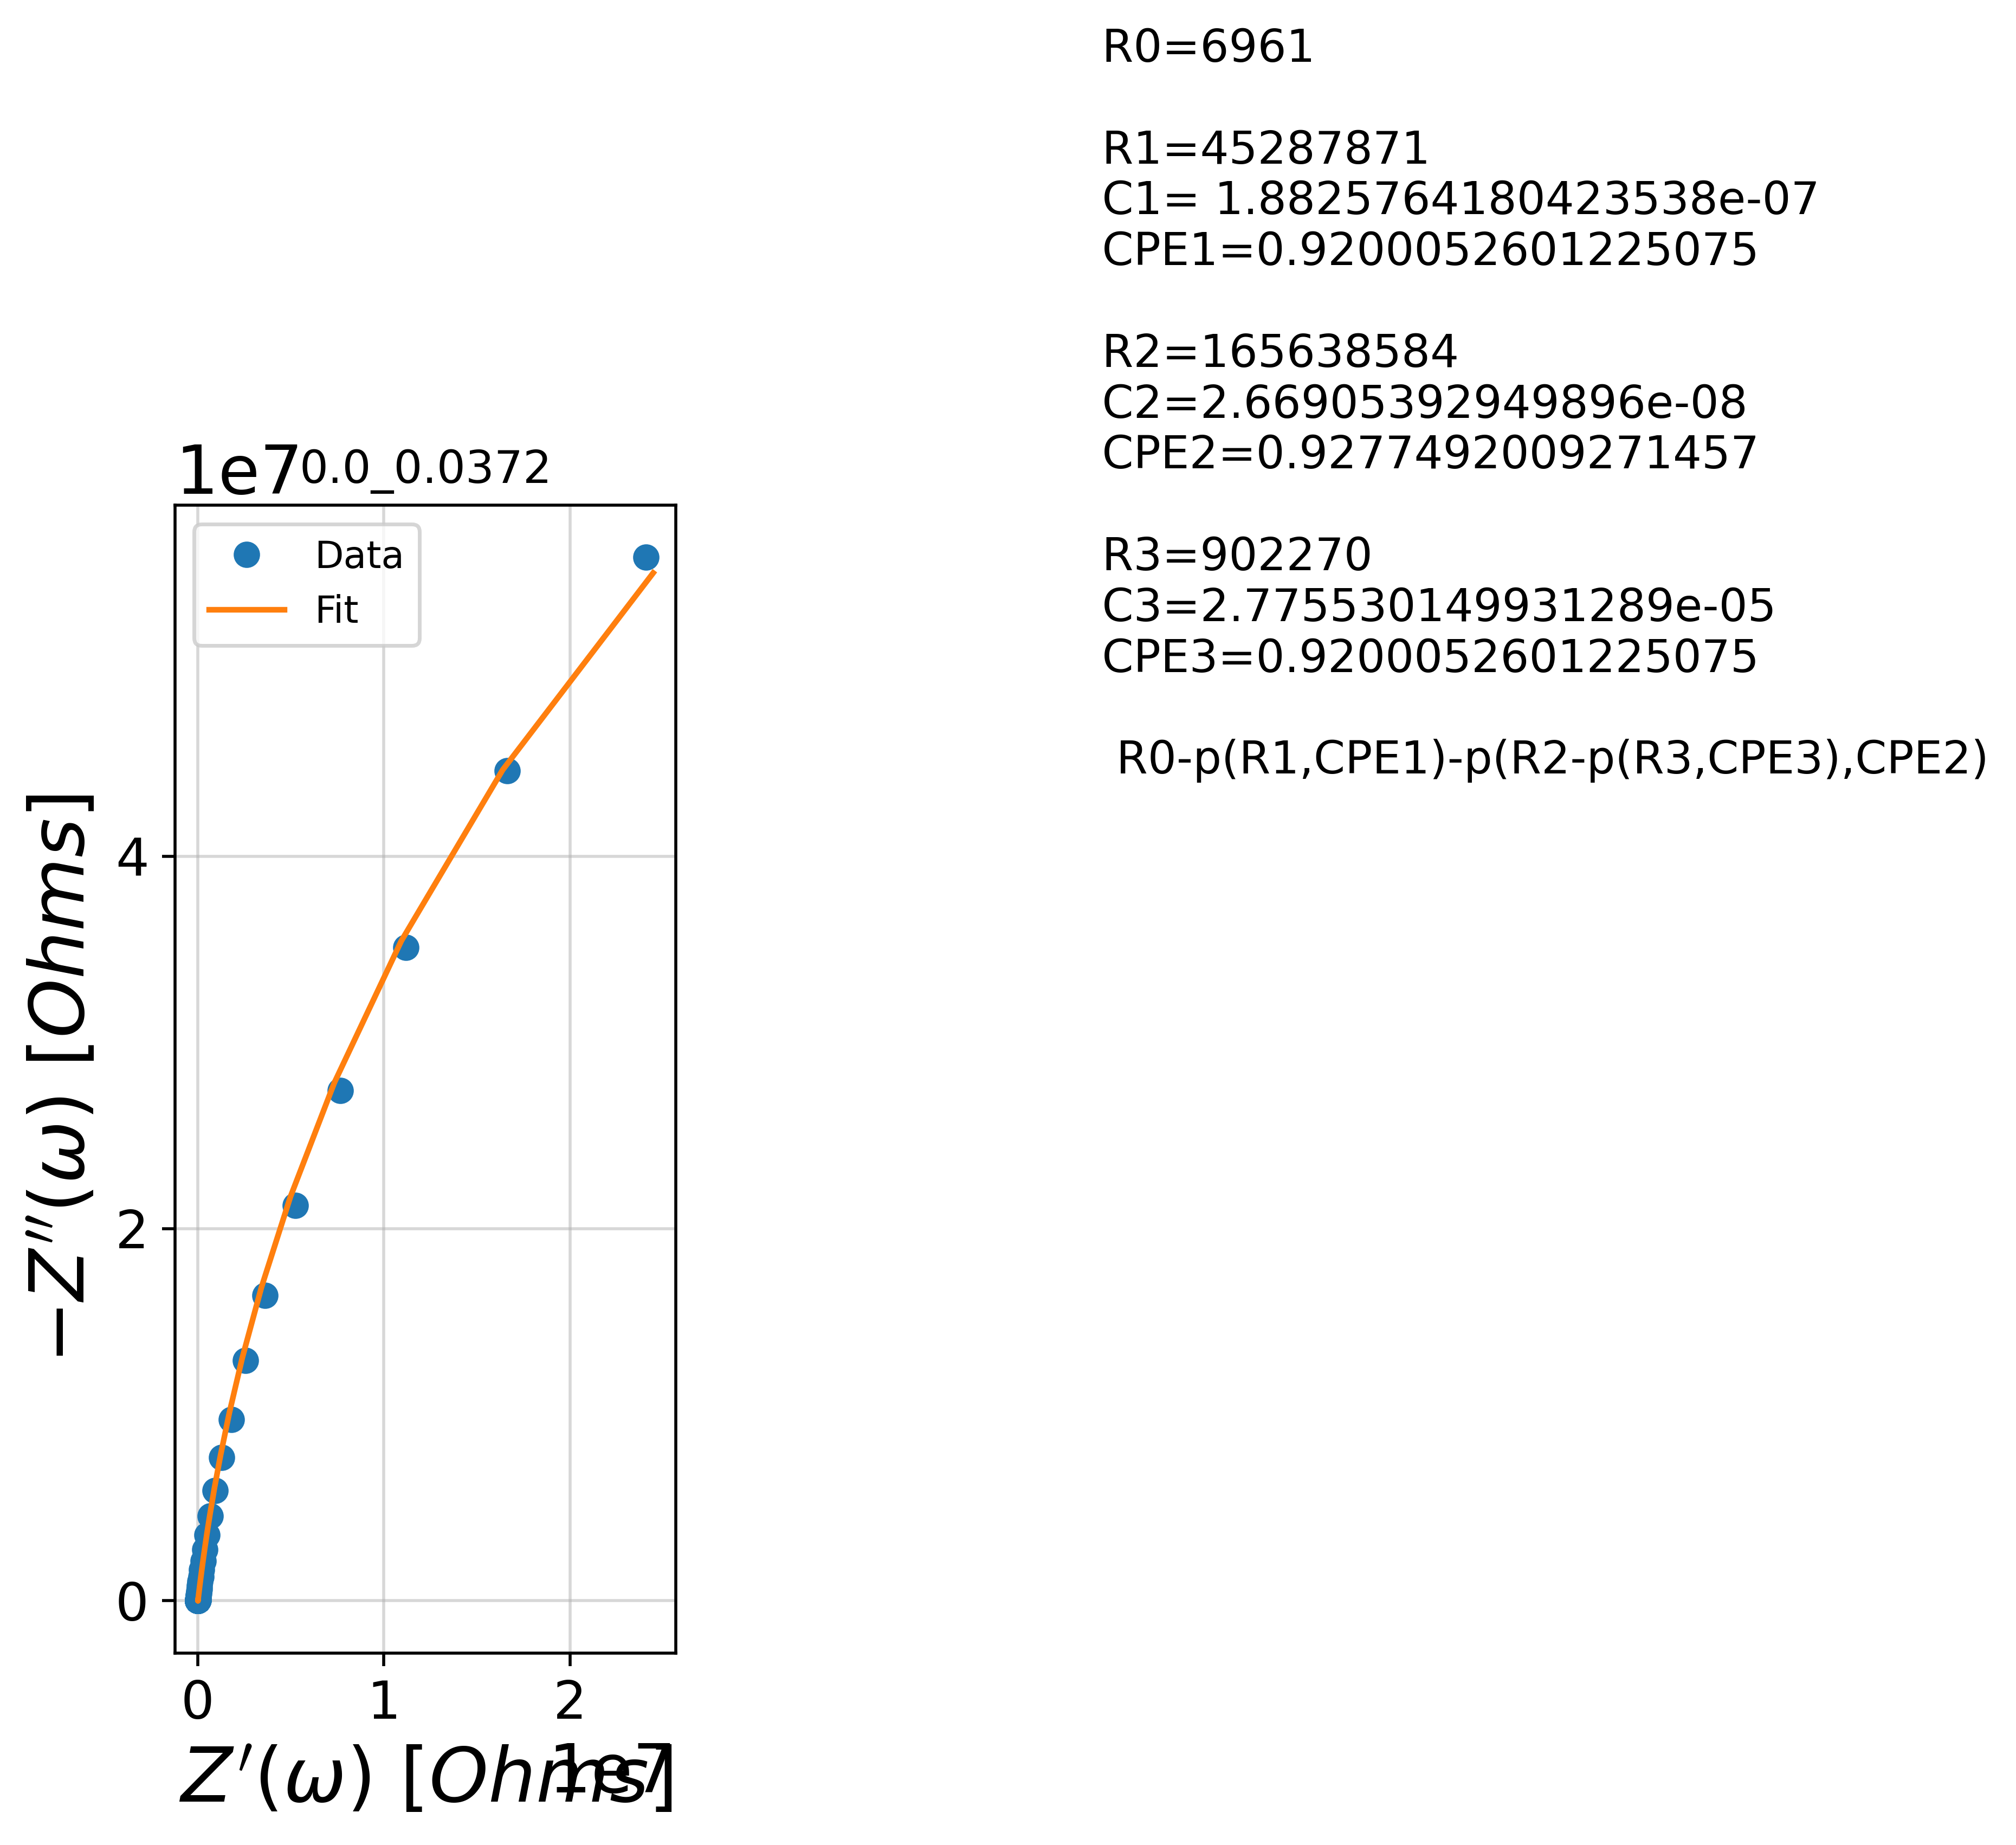 R0=6961
R1=45287871
C1= 1.8825764180423538e-07
CPE1=0.9200052601225075
R2=165638584
C2=2.66905392949896e-08
CPE2=0.9277492009271457
R3=902270
C3=2.7755530149931289e-05
CPE3=0.9200052601225075
R0-p(R1,CPE1)-p(R2-p(R3,CPE3),CPE2)
1e7
0.0_0.0372
Data
Fit
4
2
0
−Z′′(ω) [Ohms]
0 1 2
Z′(ω) [Ohms]
1e7